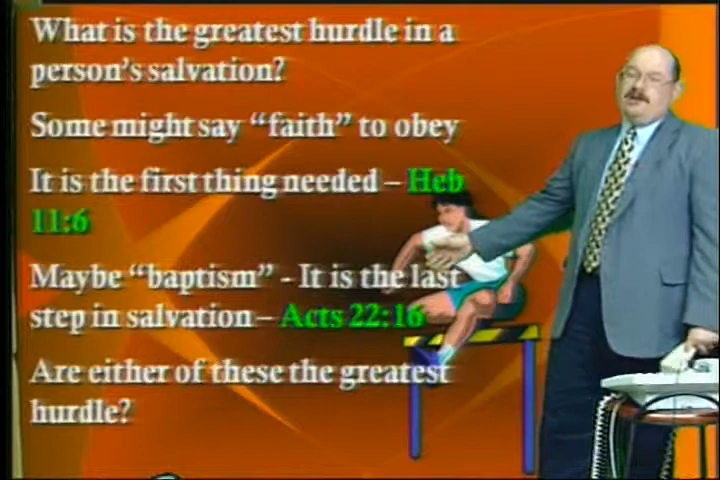 What is the greatest hurdle in a
person's salvation?
Some might say "faith" to obey
It is the first thing needed – Heb
11:6
Maybe "baptism" - It is the last
step in salvation – Acts 22:16
Are either of these the greatest
hurdle?